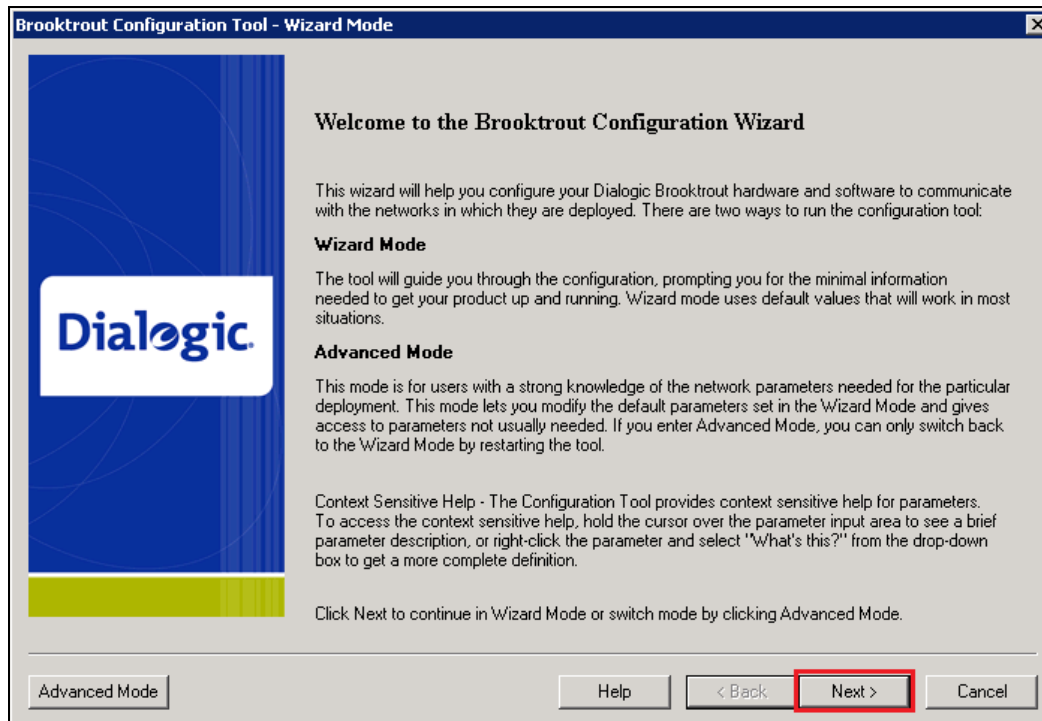 Brooktrout Configuration Tool - Wizard Mode
Welcome to the Brooktrout Configuration Wizard
This wizard will help you configure your Dialogic Brooktrout hardware and software to communicate
with the networks in which they are deployed. There are two ways to run the configuration tool:
Wizard Mode
The tool will guide you through the configuration, prompting you for the minimal information
needed to get your product up and running. Wizard mode uses default values that will work in most
situations.
Dialogic.
Advanced Mode
This mode is for users with a strong knowledge of the network parameters needed for the particular
deployment. This mode lets you modify the default parameters set in the Wizard Mode and gives
access to parameters not usually needed. If you enter Advanced Mode, you can only switch back
to the Wizard Mode by restarting the tool.
Context Sensitive Help - The Configuration Tool provides context sensitive help for parameters.
To access the context sensitive help, hold the cursor over the parameter input area to see a brief
parameter description, or right-click the parameter and select "What's this?" from the drop-down
box to get a more complete definition.
Click Next to continue in Wizard Mode or switch mode by clicking Advanced Mode.
Advanced Mode
Help
< Back
Next >
Cancel